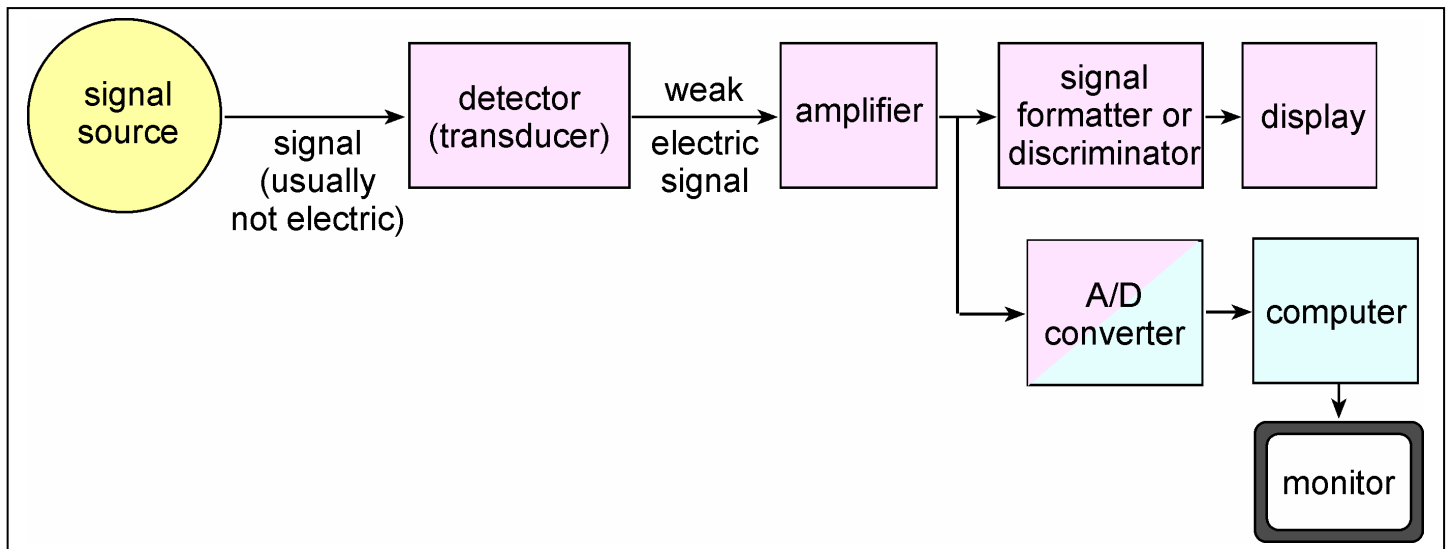 signal
source
signal
(usually
not electric)
detector
(transducer)
weak
electric
signal
amplifier
signal
formatter or
discriminator
display
A/D
converter
computer
monitor